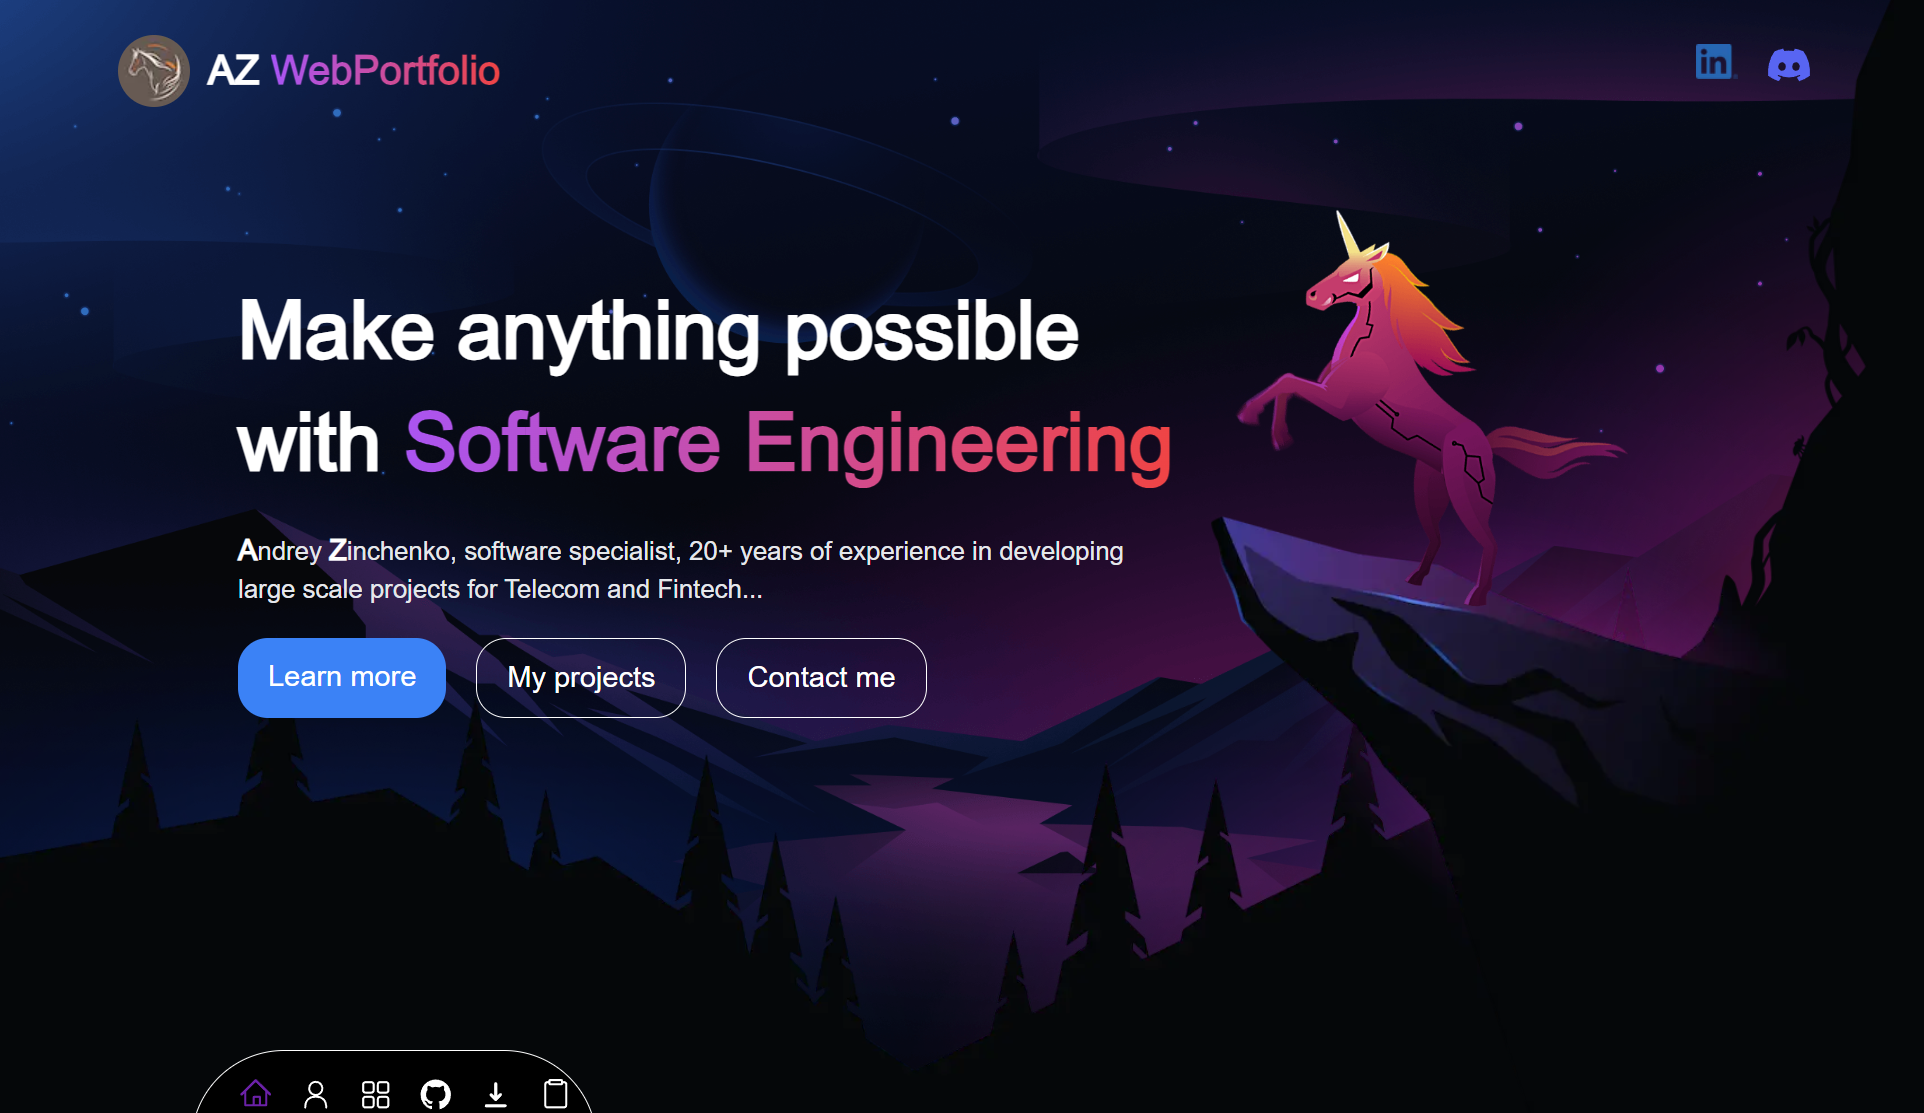 AZ WebPortfolio
in
Make anything possible
with Software Engineering
Andrey Zinchenko, software specialist, 20+ years of experience in developing
large scale projects for Telecom and Fintech...
Learn more
My projects
Contact me